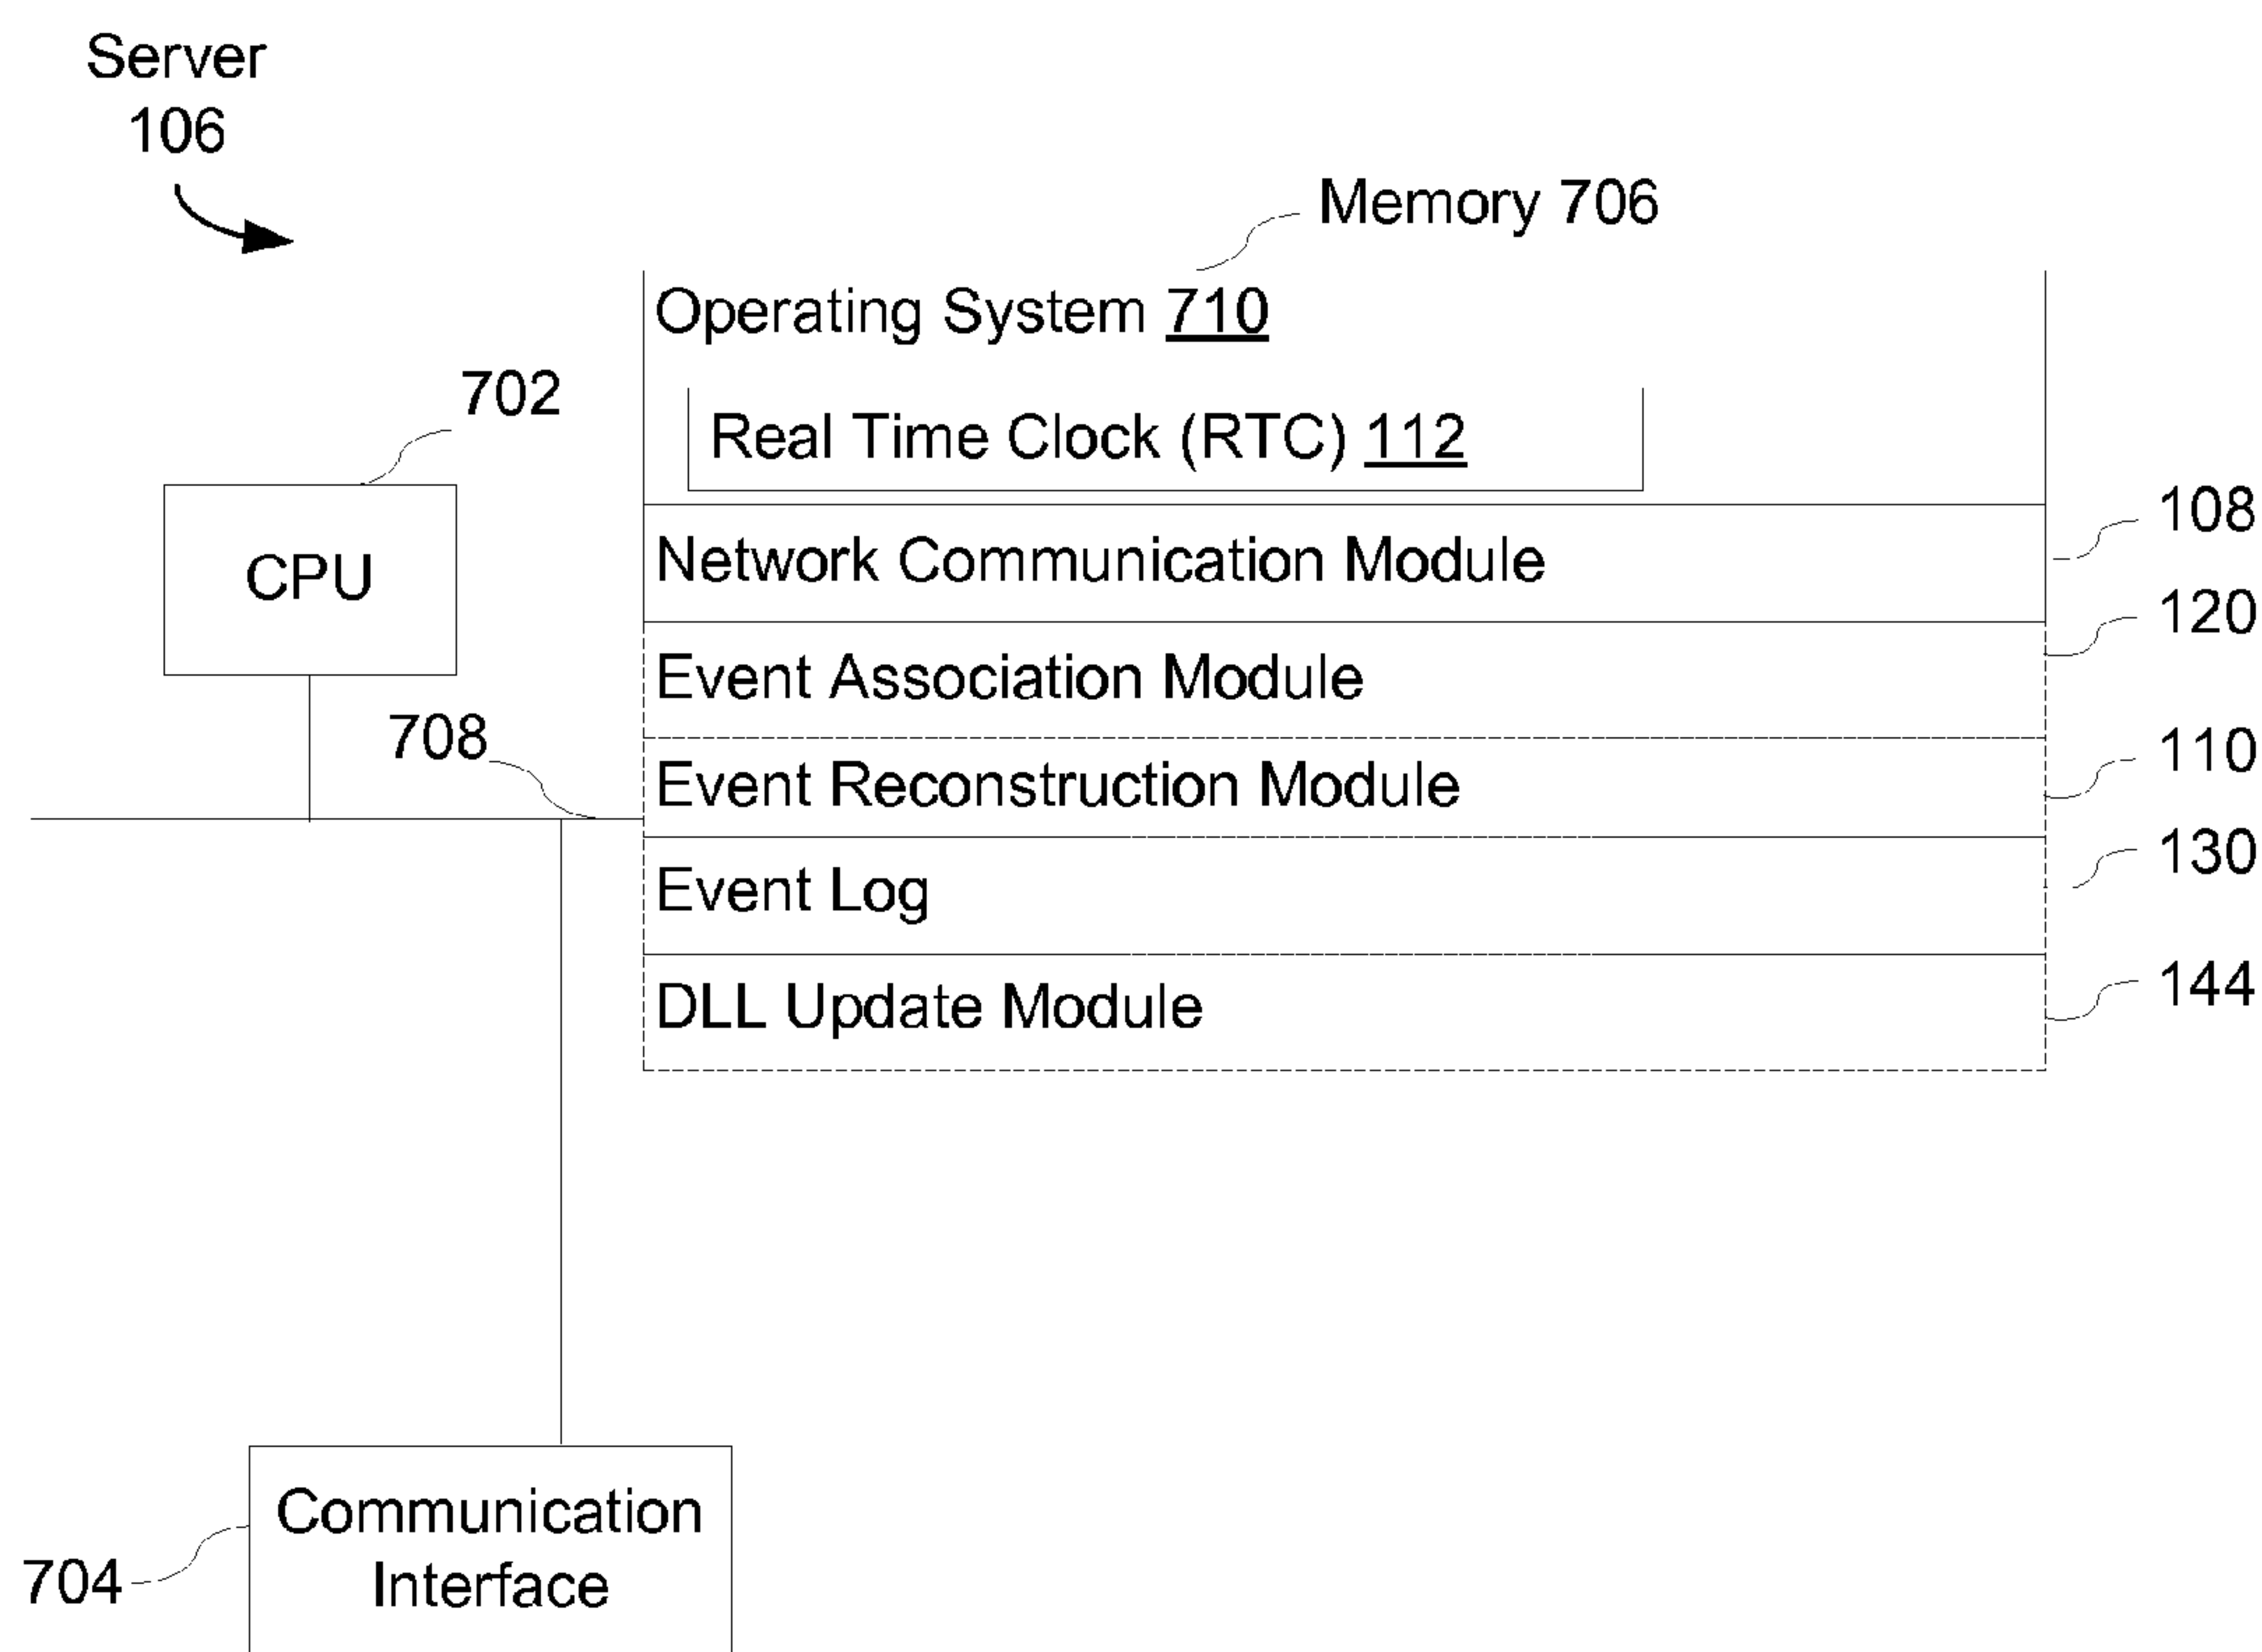 Server
106
Memory 706
Operating System 710
702
Real Time Clock (RTC) 112
108
Network Communication Module
CPU
120
Event Association Module
708
110
Event Reconstruction Module
130
Event Log
144
DLL Update Module
Communication
Interface
704